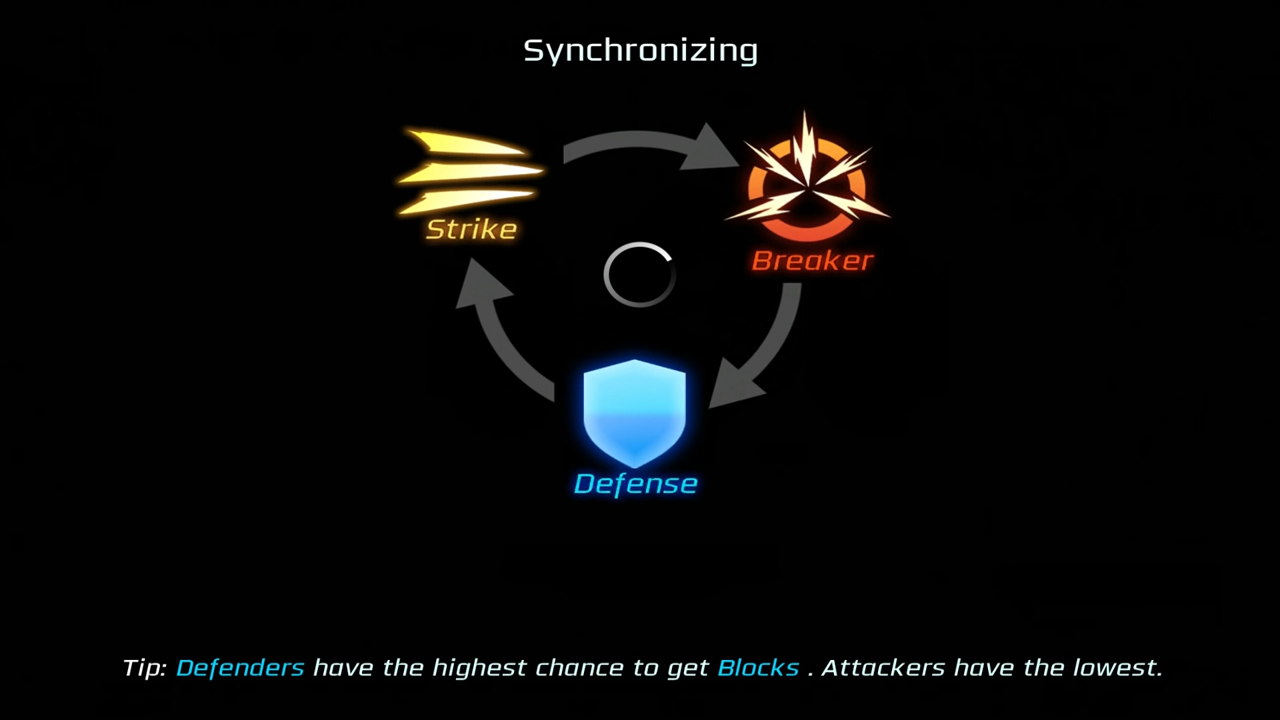 Synchronizing
Strike
Breaker
Defense
Tip: Defenders have the highest chance to get Blocks . Attackers have the lowest.